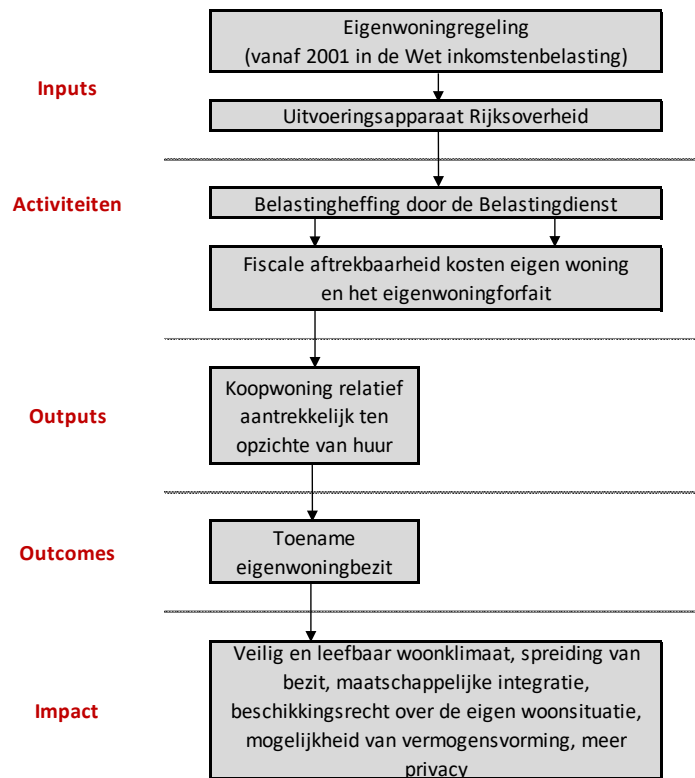 Eigenwoningregeling
(vanaf 2001 in de Wet inkomstenbelasting)
Inputs
Uitvoeringsapparaat Rijksoverheid
Activiteiten
Belastingheffing door de Belastingdienst
Fiscale aftrekbaarheid kosten eigen woning
en het eigenwoningforfait
Koopwoning relatief
aantrekkelijk ten
opzichte van huur
Outputs
Toename
eigenwoningbezit
Outcomes
Veilig en leefbaar woonklimaat, spreiding van
bezit, maatschappelijke integratie,
beschikkingsrecht over de eigen woonsituatie,
mogelijkheid van vermogensvorming, meer
privacy
Impact